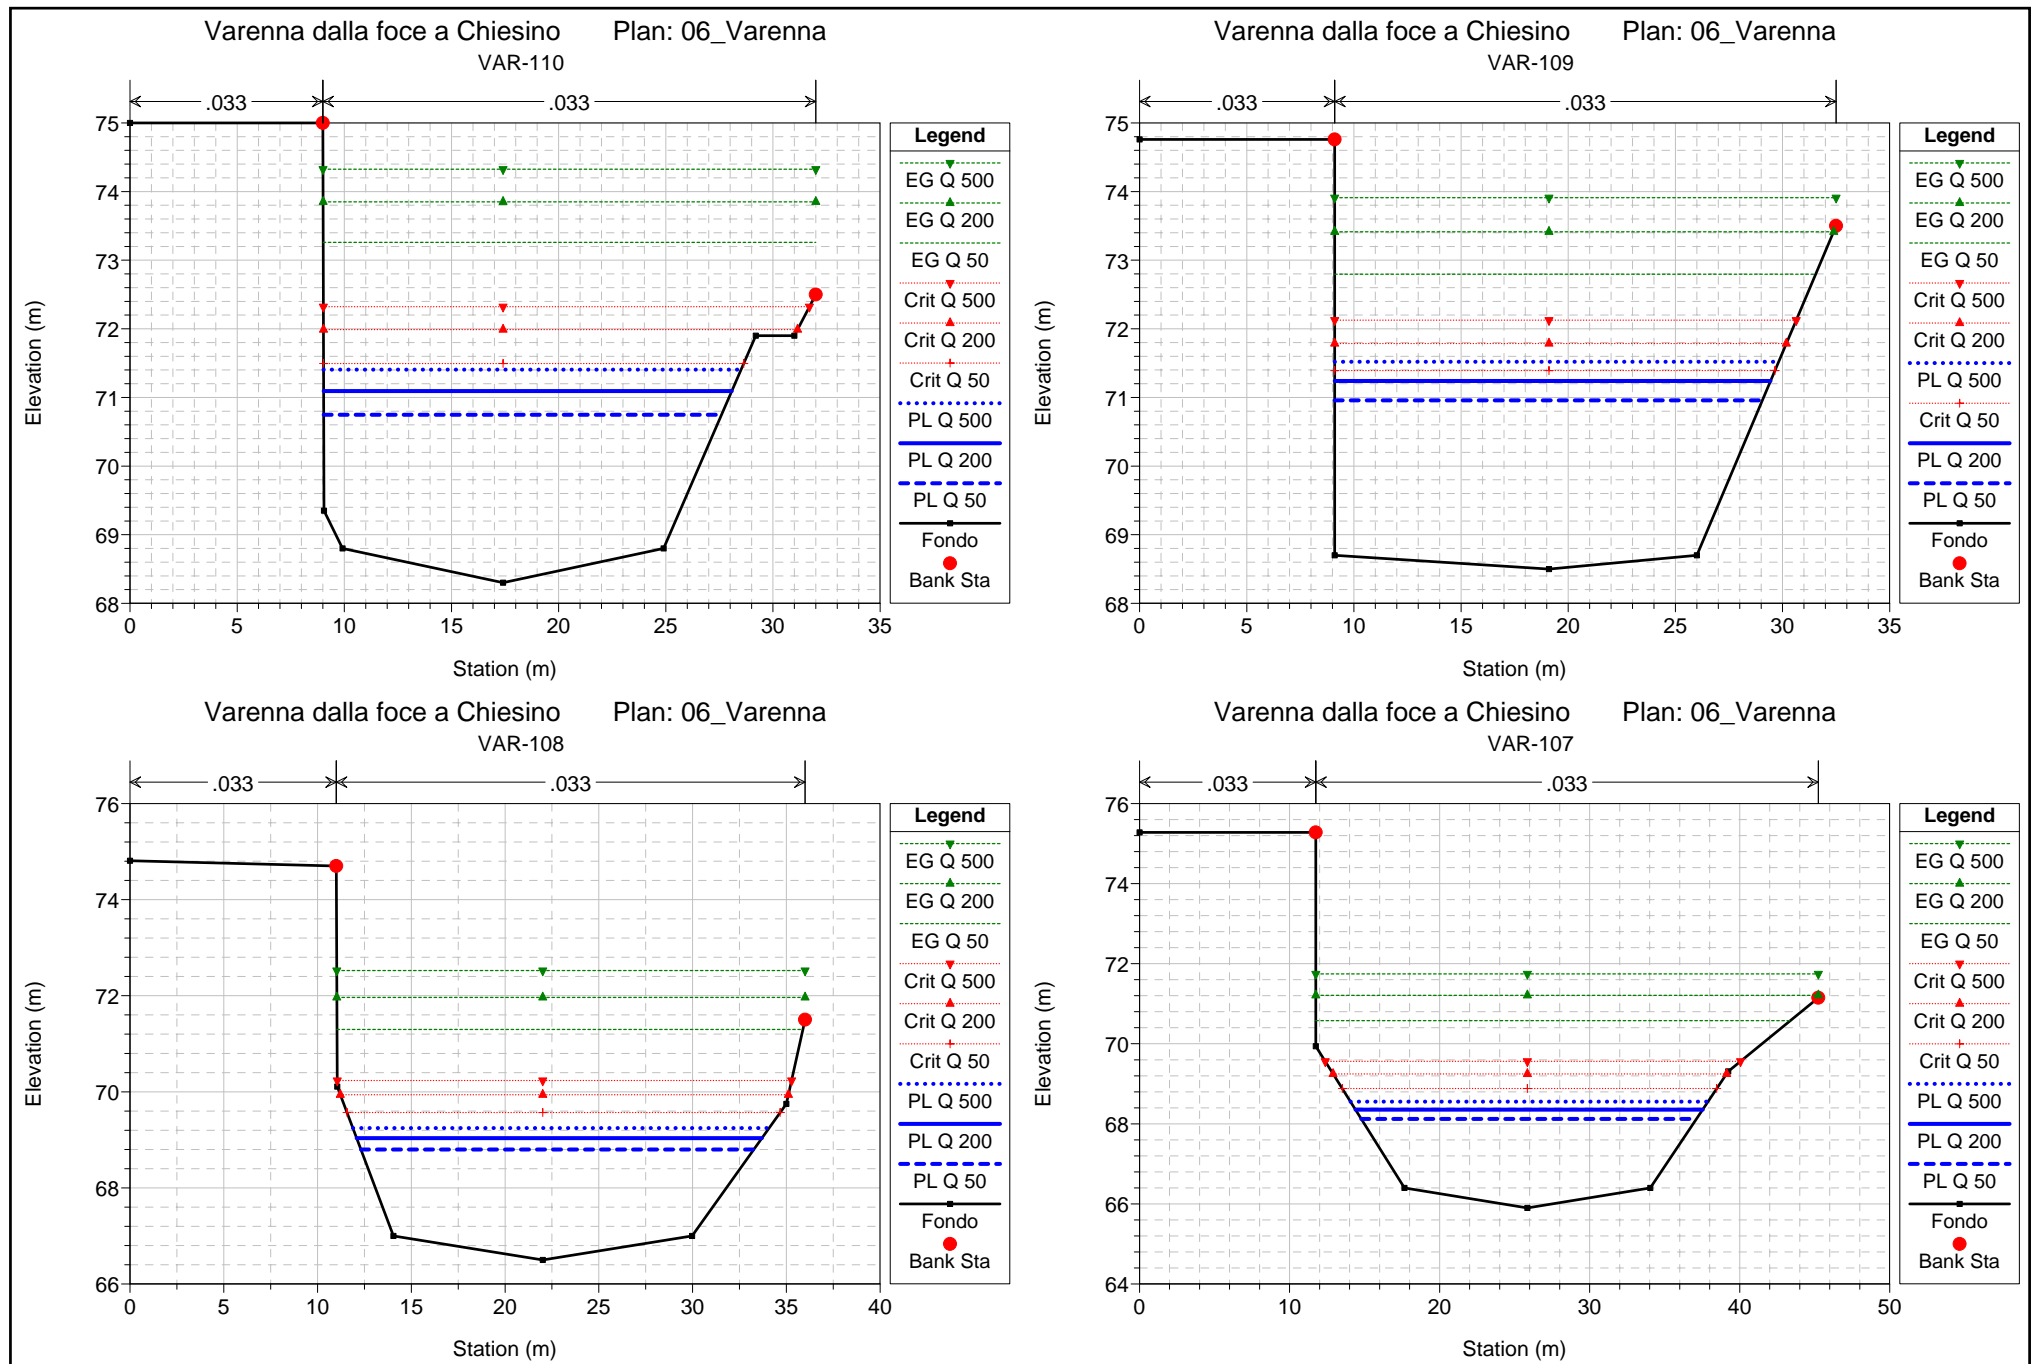 Varenna dalla foce a Chiesino Plan: 06_Varenna
VAR-110
.033 .033
Elevation (m)
75
74
73
72
71
70
69
68
0 5 10 15 20 25 30 35
Station (m)
Legend
EG Q 500
EG Q 200
EG Q 50
Crit Q 500
Crit Q 200
Crit Q 50
PL Q 500
PL Q 200
PL Q 50
Fondo
Bank Sta
Varenna dalla foce a Chiesino Plan: 06_Varenna
VAR-109
.033 .033
Elevation (m)
75
74
73
72
71
70
69
68
0 5 10 15 20 25 30 35
Station (m)
Legend
EG Q 500
EG Q 200
EG Q 50
Crit Q 500
Crit Q 200
PL Q 500
Crit Q 50
PL Q 200
PL Q 50
Fondo
Bank Sta
Varenna dalla foce a Chiesino Plan: 06_Varenna
VAR-108
.033 .033
Elevation (m)
76
74
72
70
68
66
0 5 10 15 20 25 30 35 40
Station (m)
Legend
EG Q 500
EG Q 200
EG Q 50
Crit Q 500
Crit Q 200
Crit Q 50
PL Q 500
PL Q 200
PL Q 50
Fondo
Bank Sta
Varenna dalla foce a Chiesino Plan: 06_Varenna
VAR-107
.033 .033
Elevation (m)
76
74
72
70
68
66
64
0 10 20 30 40 50
Station (m)
Legend
EG Q 500
EG Q 200
EG Q 50
Crit Q 500
Crit Q 200
Crit Q 50
PL Q 500
PL Q 200
PL Q 50
Fondo
Bank Sta